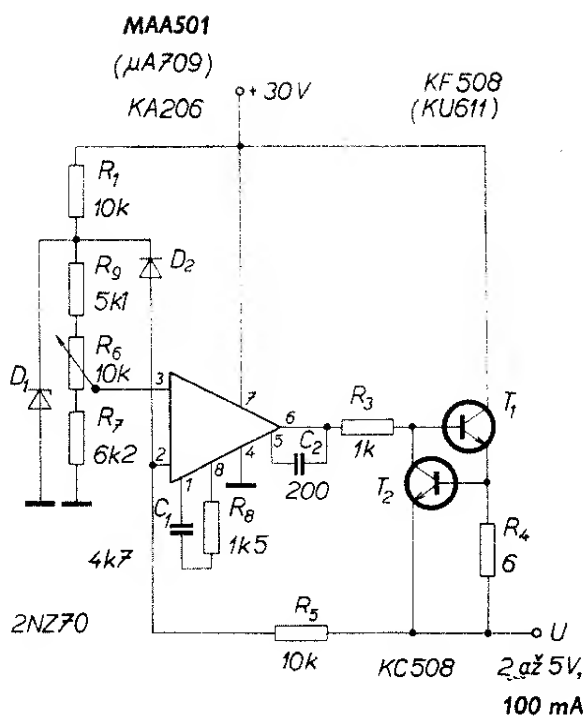 MAA501
(µA709)
KA206
+ 30V
KF508
(KU611)
R1
10k
R9
5k1
D2
R6
10k
D1
R7
6k2
3
2
7
6
5
4
8
1
C2
200
R3
1k
T1
T2
C1
4k7
R8
1k5
R4
6
2NZ70
R5
10k
KC508
U
2 až 5V,
100 mA